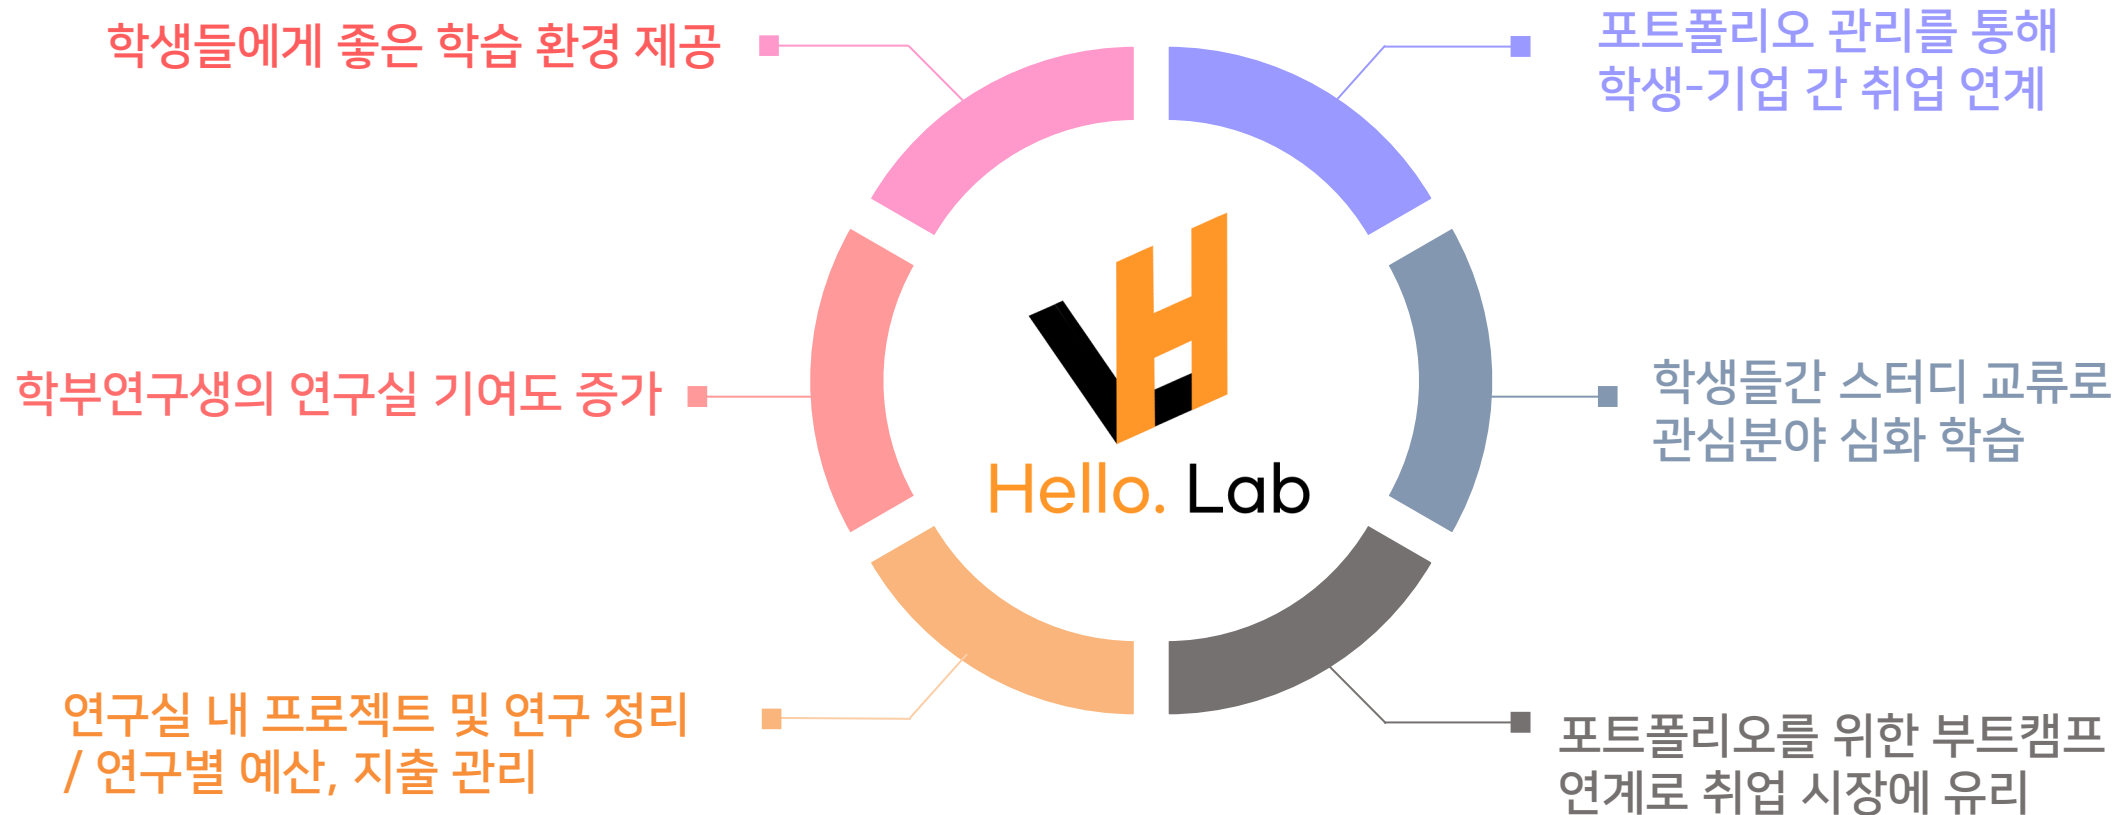 학생들에게 좋은 학습 환경 제공
포트폴리오 관리를 통해
학생-기업 간 취업 연계
학부연구생의 연구실 기여도 증가
Hello. Lab
학생들간 스터디 교류로
관심분야 심화 학습
연구실 내 프로젝트 및 연구 정리
/ 연구별 예산, 지출 관리
포트폴리오를 위한 부트캠프
연계로 취업 시장에 유리